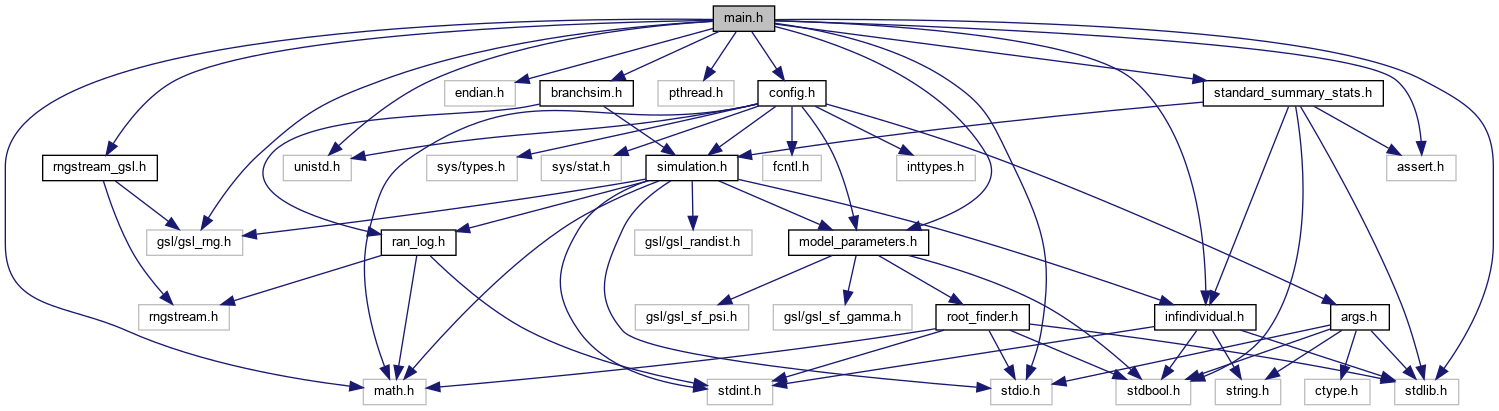 main.h
endian.h
branchsim.h
pthread.h
config.h
standard_summary_stats.h
rngstream_gsl.h
unistd.h
sys/types.h
sys/stat.h
simulation.h
fcntl.h
inttypes.h
assert.h
gsl/gsl_rng.h
ran_log.h
gsl/gsl_randist.h
model_parameters.h
rngstream.h
gsl/gsl_sf_psi.h
gsl/gsl_sf_gamma.h
root_finder.h
infindividual.h
args.h
math.h
stdint.h
stdio.h
stdbool.h
string.h
ctype.h
stdlib.h